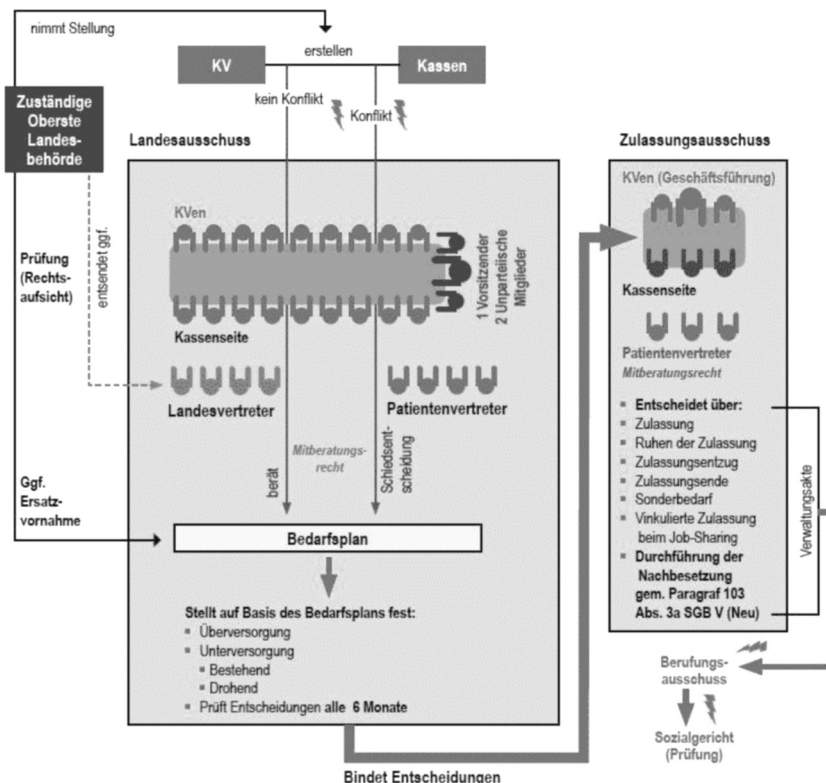 nimmt Stellung
erstellen
KV
Kassen
kein Konflikt
Konflikt
Zuständige
Oberste
Landes-
behörde
Landesausschuss
Zulassungsausschuss
KVen
KVen (Geschäftsführung)
entsendet ggf.
Prüfung
(Rechts-
aufsicht)
1 Vorsitzender
2 Unparteiische
Mitglieder
Kassenseite
Kassenseite
Landesvertreter
Patientenvertreter
Patientenvertreter
Mitberatungsrecht
Mitberatungs-
recht
berät
Schiedsent-
scheidung
Ggf.
Ersatz-
vornahme
Bedarfsplan
Stellt auf Basis des Bedarfsplans fest:
▪ Überversorgung
▪ Unterversorgung
▪ Bestehend
▪ Drohend
▪ Prüft Entscheidungen alle 6 Monate
Bindet Entscheidungen
▪ Entscheidet über:
▪ Zulassung
▪ Ruhen der Zulassung
▪ Zulassungsentzug
▪ Zulassungsende
▪ Sonderbedarf
▪ Vinkulierte Zulassung
beim Job-Sharing
▪ Durchführung der
Nachbesetzung
gem. Paragraf 103
Abs. 3a SGB V (Neu)
Verwaltungsakte
Berufungs-
ausschuss
Sozialgericht
(Prüfung)